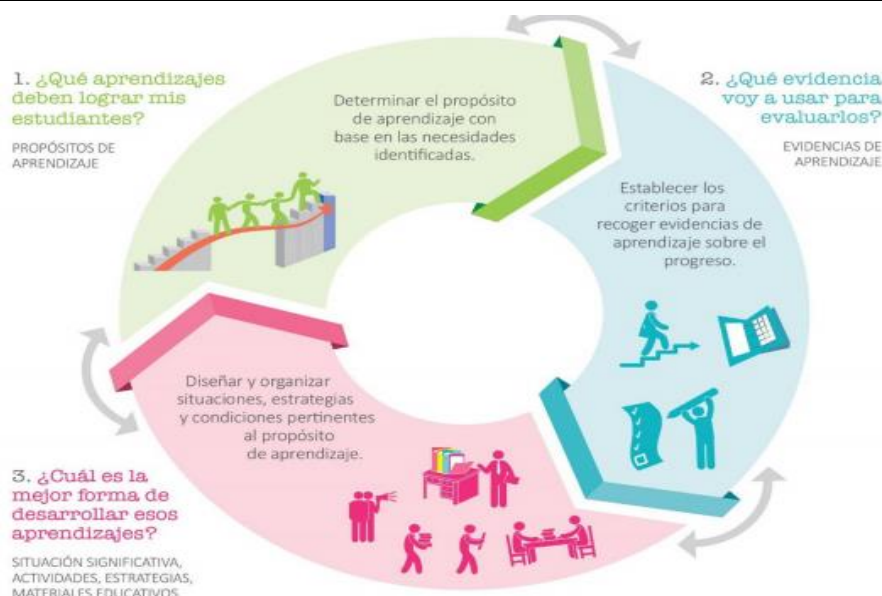 1. ¿Qué aprendizajes
deben lograr mis
estudiantes?
PROPÓSITOS DE
APRENDIZAJE
Determinar el propósito
de aprendizaje con
base en las necesidades
identificadas.
2. ¿Qué evidencia
voy a usar para
evaluarlos?
EVIDENCIAS DE
APRENDIZAJE
Establecer los
criterios para
recoger evidencias de
aprendizaje sobre el
progreso.
Diseñar y organizar
situaciones, estrategias
y condiciones pertinentes
al propósito
de aprendizaje.
3. ¿Cuál es la
mejor forma de
desarrollar esos
aprendizajes?
SITUACIÓN SIGNIFICATIVA,
ACTIVIDADES, ESTRATEGIAS,
MATERIALES EDUCATIVOS